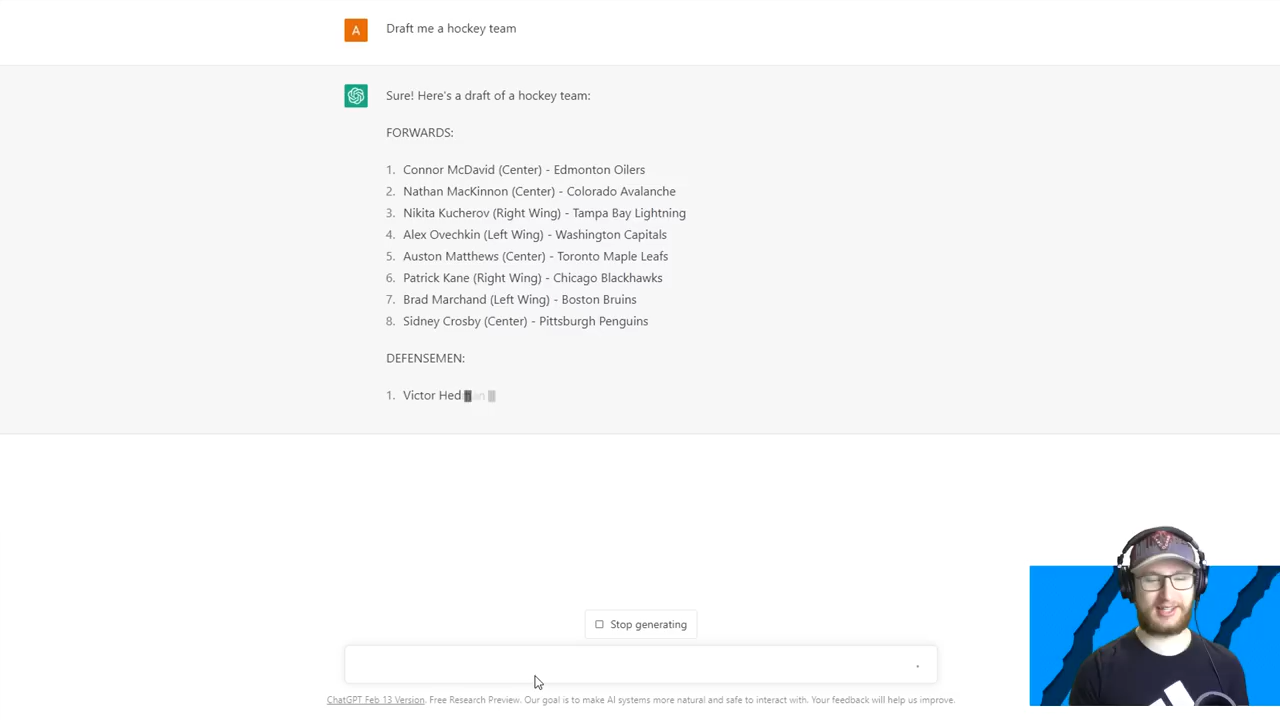 A
Draft me a hockey team
Sure! Here's a draft of a hockey team:
FORWARDS:
1. Connor McDavid (Center) - Edmonton Oilers
2. Nathan MacKinnon (Center) - Colorado Avalanche
3. Nikita Kucherov (Right Wing) - Tampa Bay Lightning
4. Alex Ovechkin (Left Wing) - Washington Capitals
5. Auston Matthews (Center) - Toronto Maple Leafs
6. Patrick Kane (Right Wing) - Chicago Blackhawks
7. Brad Marchand (Left Wing) - Boston Bruins
8. Sidney Crosby (Center) - Pittsburgh Penguins
DEFENSEMEN:
1. Victor Hedman
Stop generating
ChatGPT Feb 13 Version. Free Research Preview. Our goal is to make AI systems more natural and safe to interact with. Your feedback will help us improve.